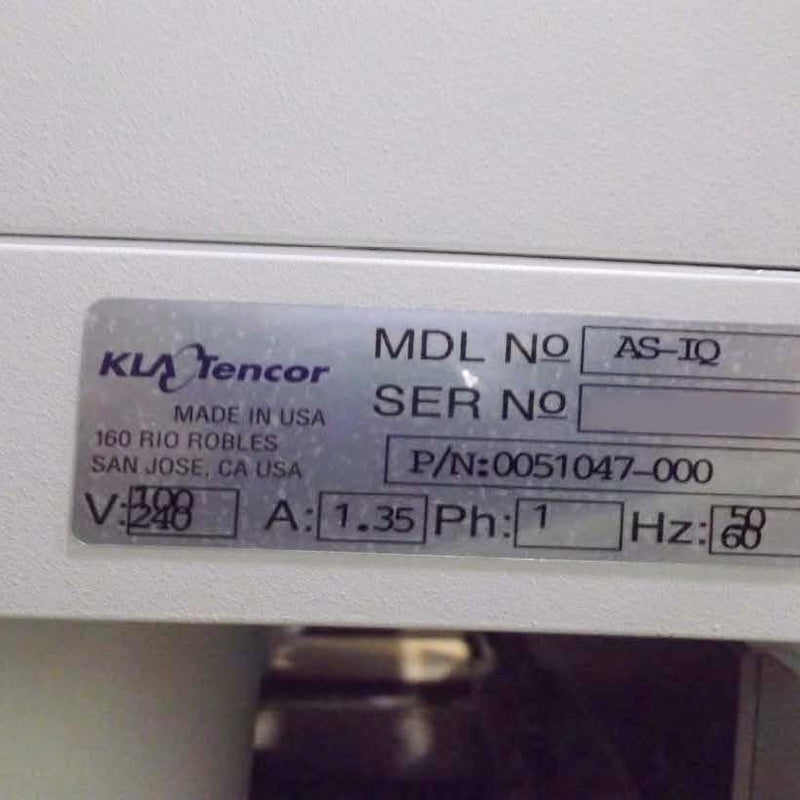 KLA Tencor
MADE IN USA
160 RIO ROBLES
SAN JOSE, CA USA
MDL NO AS-IQ
SER NO
P/N:0051047-000
V: 100 240 A: 1.35 Ph: 1 Hz: 50 60